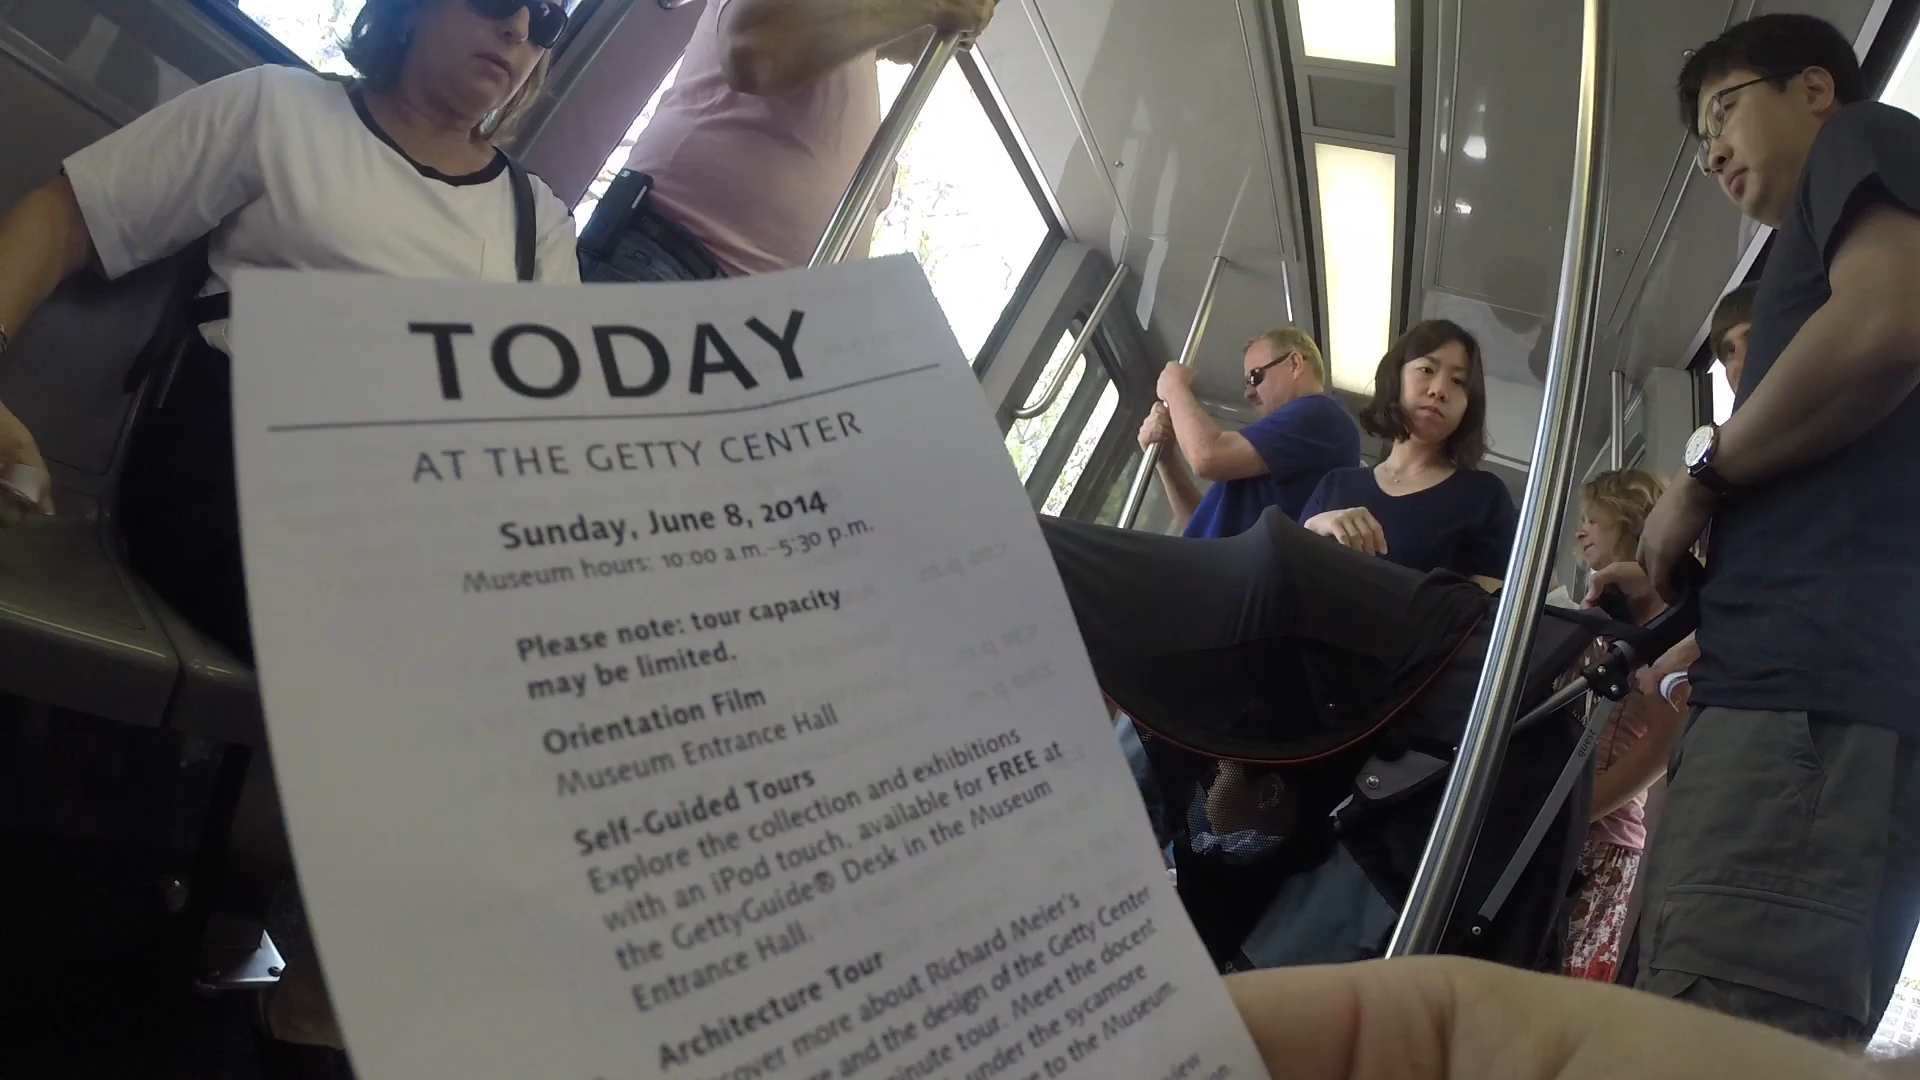 TODAY
AT THE GETTY CENTER
Sunday, June 8, 2014
Museum hours: 10:00 a.m.–5:30 p.m.
Please note: tour capacity
may be limited.
Orientation Film
Museum Entrance Hall
Self-Guided Tours
Explore the collection and exhibitions
with an iPod touch, available for FREE at
the GettyGuide® Desk in the Museum
Entrance Hall.
Architecture Tour
more about Richard Meier's
and the design of the Getty Center
tour. Meet the docent
under the sycamore
to the Museum.
quest